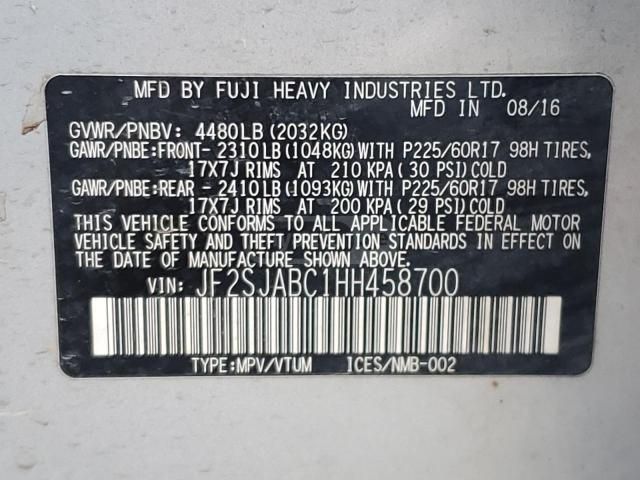 MFD BY FUJI HEAVY INDUSTRIES LTD.
MFD IN 08/16
GVWR/PNBV: 4480LB(2032KG)
GAWR/PNBE:FRONT- 2310LB(1048KG)WITH P225/60R17 98H TIRES,
17X7J RIMS AT 210 KPA( 30 PSI)COLD
GAWR/PNBE:REAR - 2410LB(1093KG)WITH P225/60R17 98H TIRES,
17X7J RIMS AT 200 KPA( 29 PSI)COLD
THIS VEHICLE CONFORMS TO ALL APPLICABLE FEDERAL MOTOR
VEHICLE SAFETY AND BUMPER STANDARDS IN EFFECT ON
THE DATE OF MANUFACTURE SHOWN ABOVE.
VIN: JF2SJABC1HH458700
TYPE:MPV/VTUM ICES/NMB-002